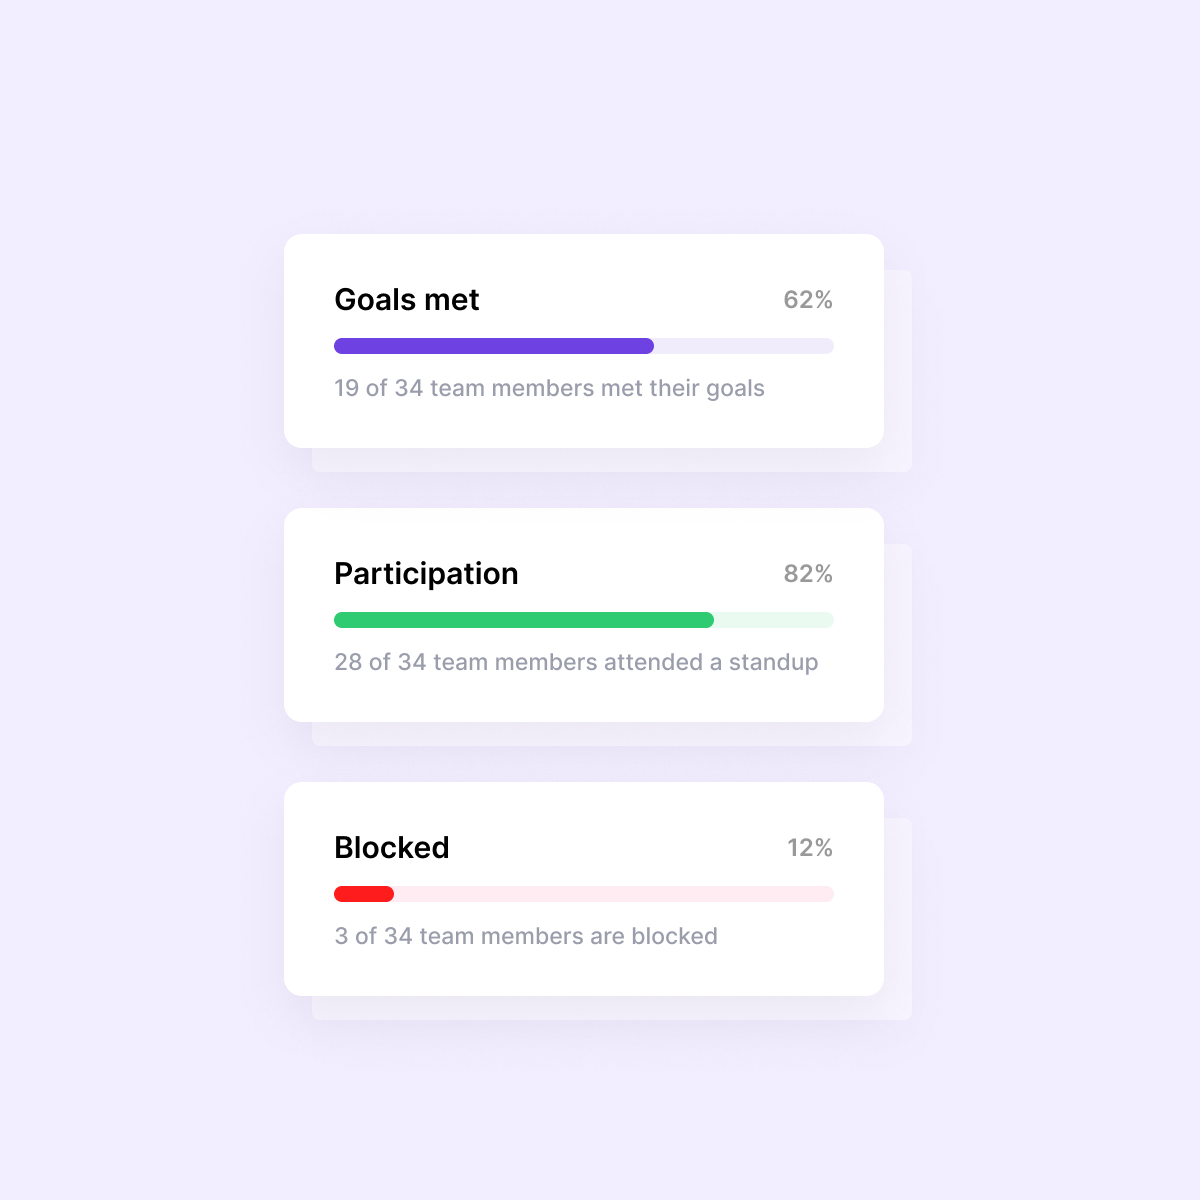 Goals met 62%
19 of 34 team members met their goals
Participation 82%
28 of 34 team members attended a standup
Blocked 12%
3 of 34 team members are blocked